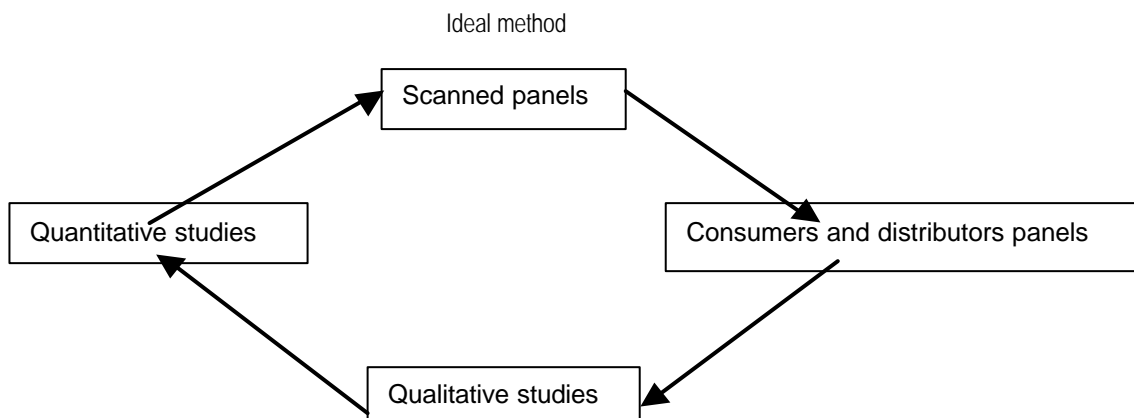 Ideal method
Scanned panels
Quantitative studies
Consumers and distributors panels
Qualitative studies